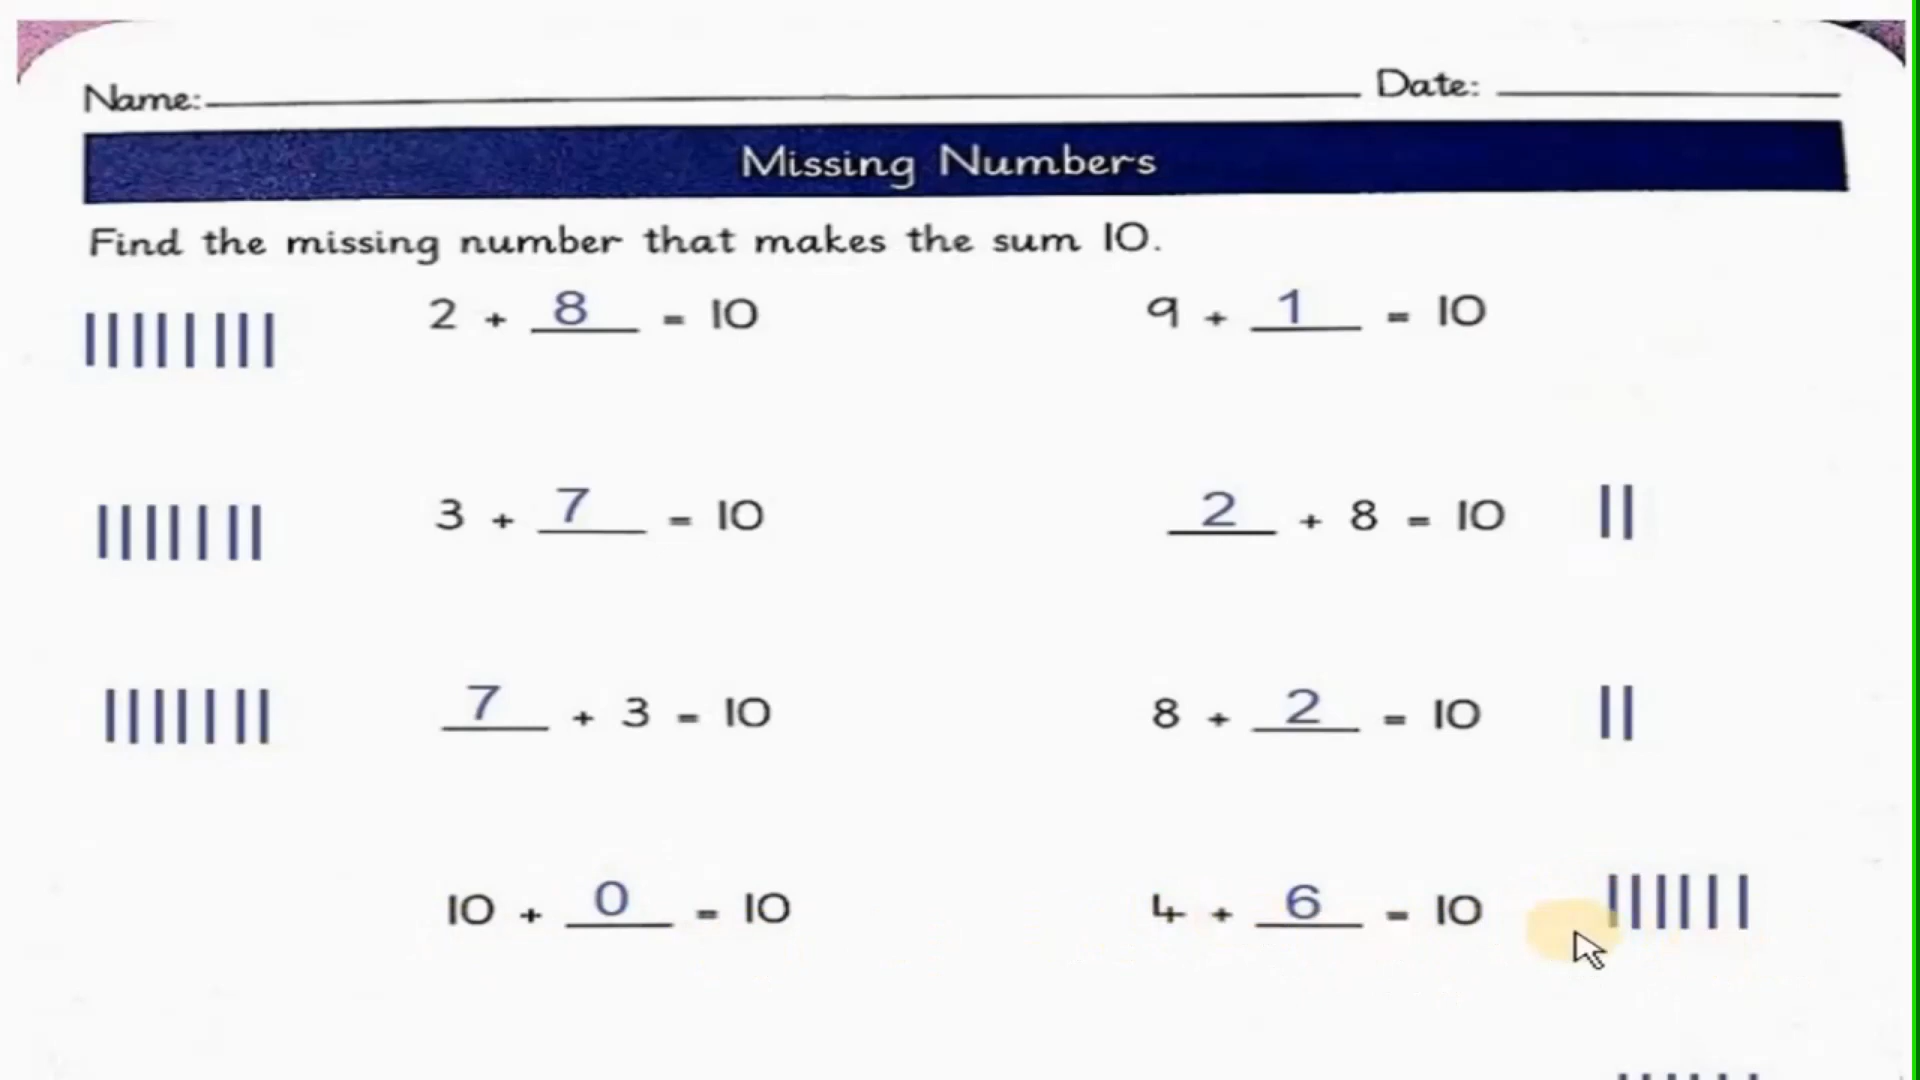 Name: Date:
Missing Numbers
Find the missing number that makes the sum 10.
2 + 8 = 10 9 + 1 = 10
3 + 7 = 10 2 + 8 = 10
7 + 3 = 10 8 + 2 = 10
10 + 0 = 10 4 + 6 = 10